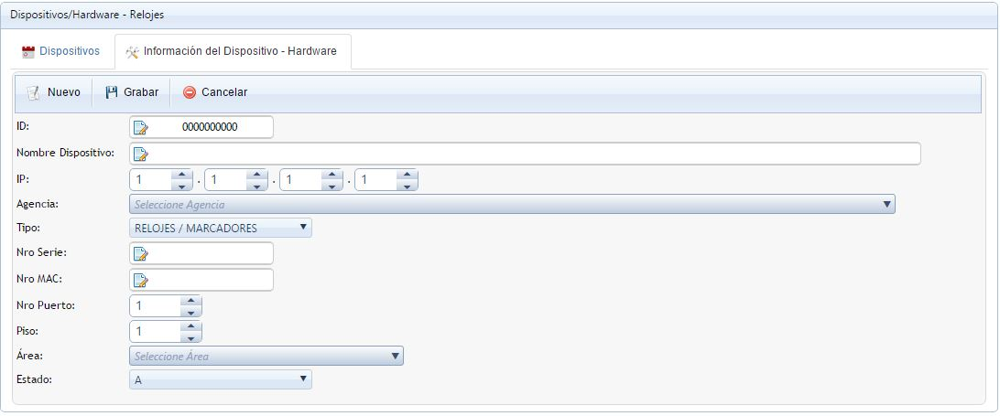 Dispositivos/Hardware - Relojes
Dispositivos Información del Dispositivo - Hardware
Nuevo Grabar Cancelar
ID: 0000000000
Nombre Dispositivo:
IP: 1 . 1 . 1 . 1
Agencia: Seleccione Agencia
Tipo: RELOJES / MARCADORES
Nro Serie:
Nro MAC:
Nro Puerto: 1
Piso: 1
Área: Seleccione Área
Estado: A